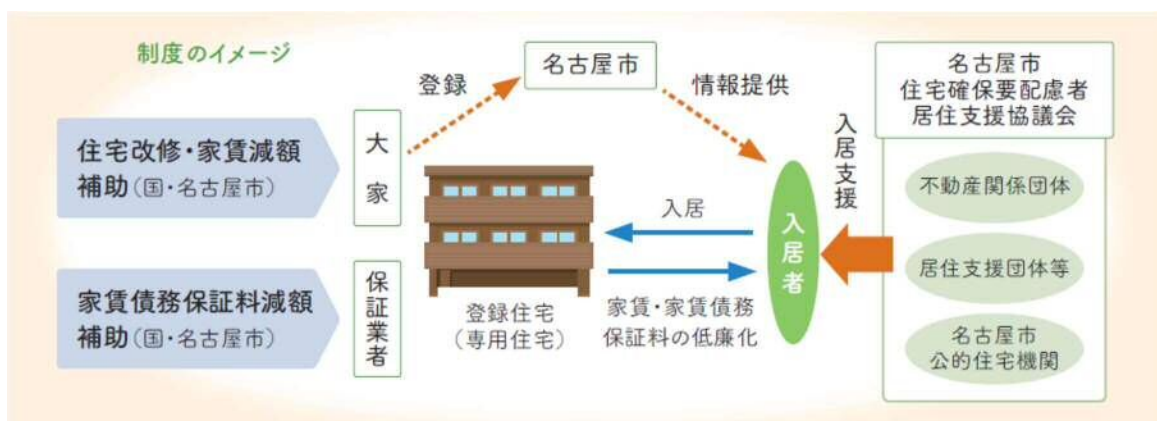 制度のイメージ
住宅改修・家賃減額
補助(国・名古屋市)
家賃債務保証料減額
補助(国・名古屋市)
大家
保証業者
登録
名古屋市
情報提供
登録住宅
(専用住宅)
入居
家賃・家賃債務
保証料の低廉化
入居者
入居支援
名古屋市
住宅確保要配慮者
居住支援協議会
不動産関係団体
居住支援団体等
名古屋市
公的住宅機関